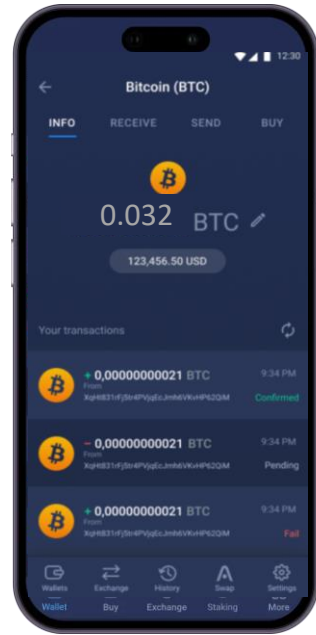 12:30
Bitcoin (BTC)
INFO RECEIVE SEND BUY
0.032 BTC
123,456.50 USD
Your transactions
+ 0,00000000021 BTC 9:34 PM
From
Confirmed
− 0,00000000021 BTC 9:34 PM
From
Pending
+ 0,00000000021 BTC 9:34 PM
From
Fail
Wallets Exchange History Swap Settings
Wallet Buy Exchange Staking More